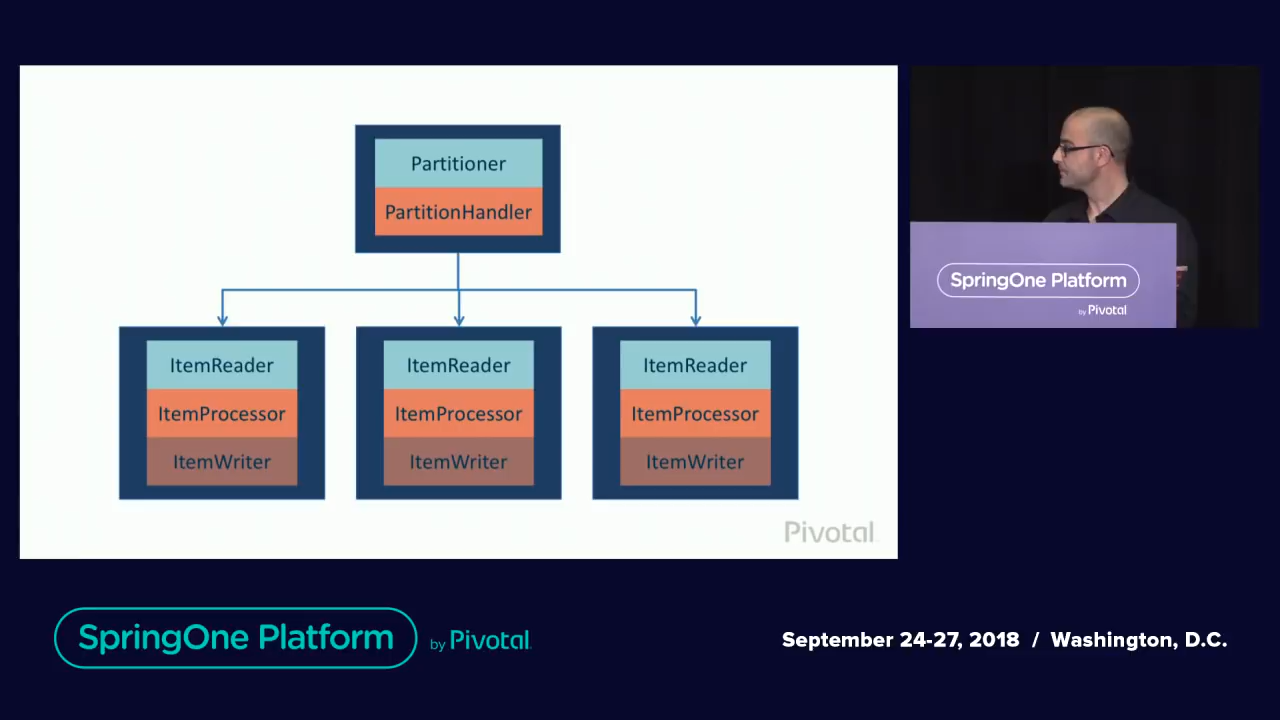 Partitioner
PartitionHandler
ItemReader
ItemProcessor
ItemWriter
ItemReader
ItemProcessor
ItemWriter
ItemReader
ItemProcessor
ItemWriter
Pivotal
SpringOne Platform
by Pivotal
SpringOne Platform by Pivotal
September 24-27, 2018 / Washington, D.C.